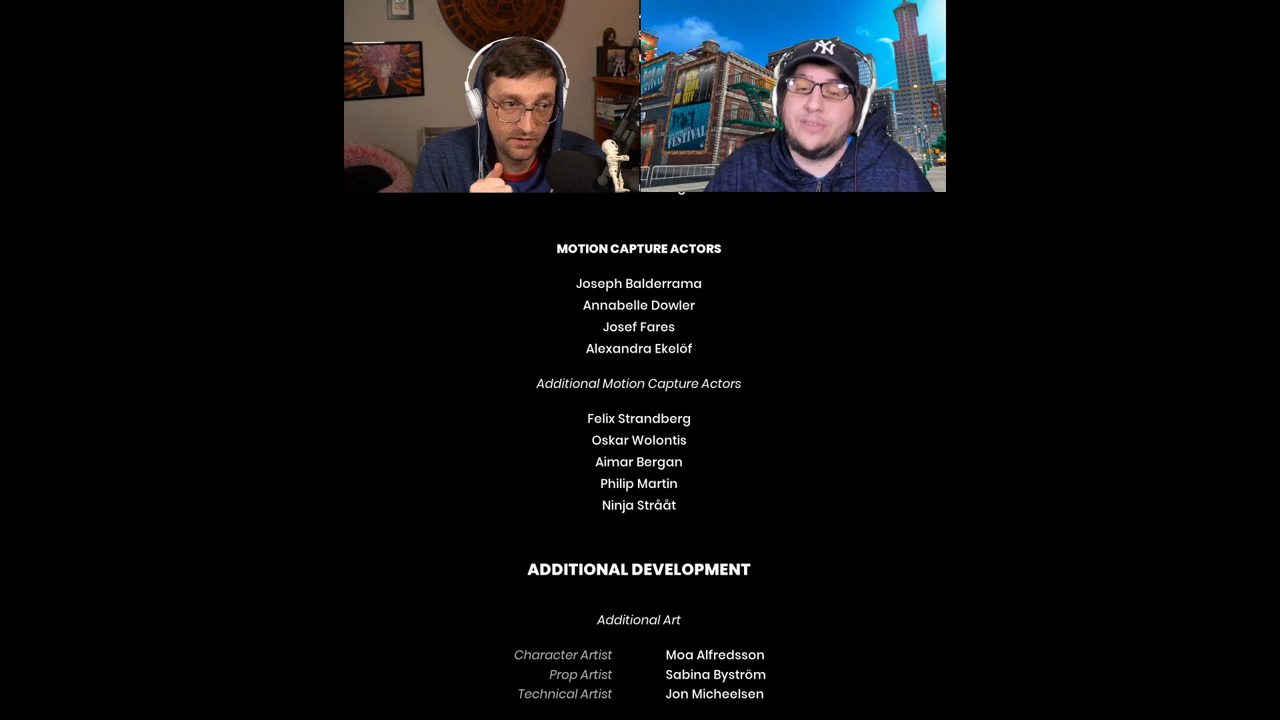 NY
FESTIVAL
MOTION CAPTURE ACTORS
Joseph Balderrama
Annabelle Dowler
Josef Fares
Alexandra Ekelöf
Additional Motion Capture Actors
Felix Strandberg
Oskar Wolontis
Aimar Bergan
Philip Martin
Ninja Strååt
ADDITIONAL DEVELOPMENT
Additional Art
Character Artist Moa Alfredsson
Prop Artist Sabina Byström
Technical Artist Jon Micheelsen